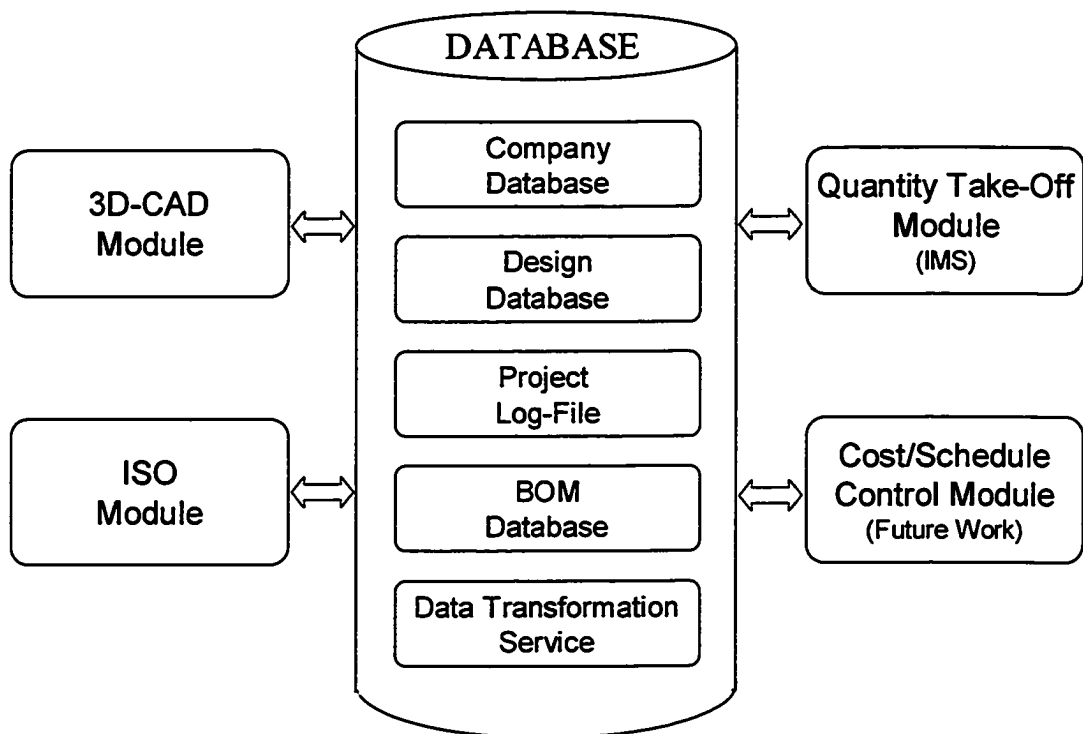 DATABASE
Company
Database
Design
Database
Project
Log-File
BOM
Database
Data Transformation
Service
3D-CAD
Module
ISO
Module
Quantity Take-Off
Module
(IMS)
Cost/Schedule
Control Module
(Future Work)